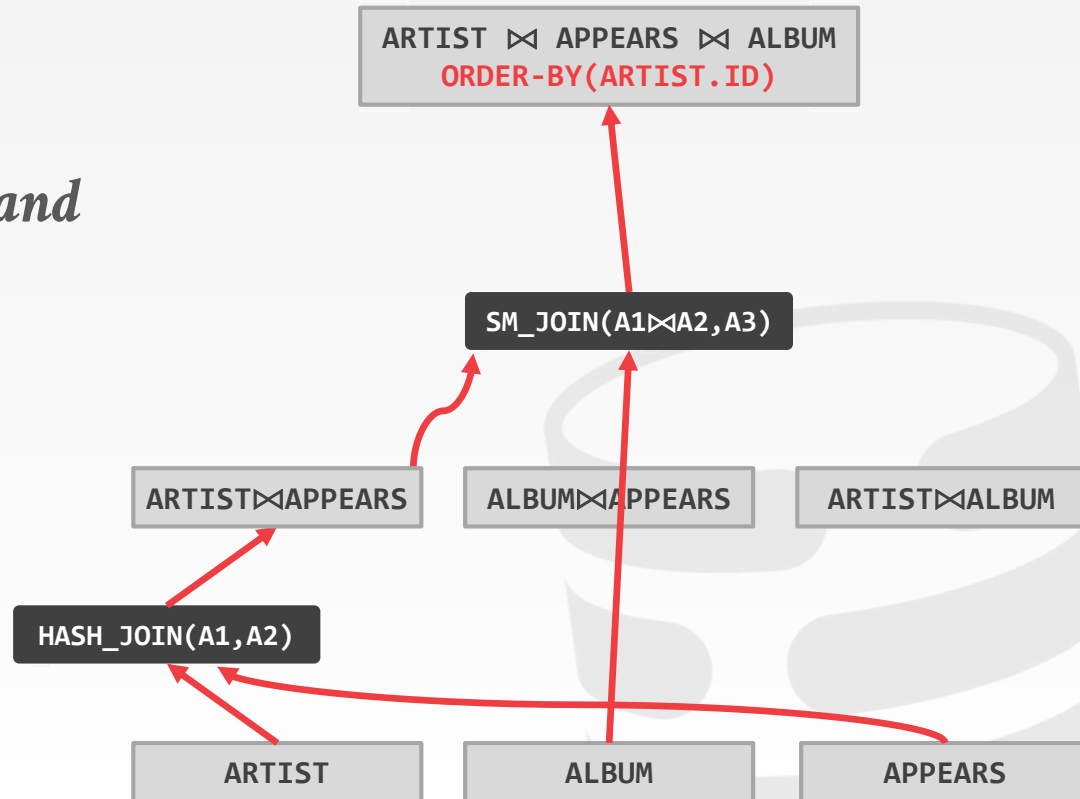 ARTIST ⋈ APPEARS ⋈ ALBUM
ORDER-BY(ARTIST.ID)
and
SM_JOIN(A1⋈A2,A3)
ARTIST⋈APPEARS
ALBUM⋈APPEARS
ARTIST⋈ALBUM
HASH_JOIN(A1,A2)
ARTIST
ALBUM
APPEARS